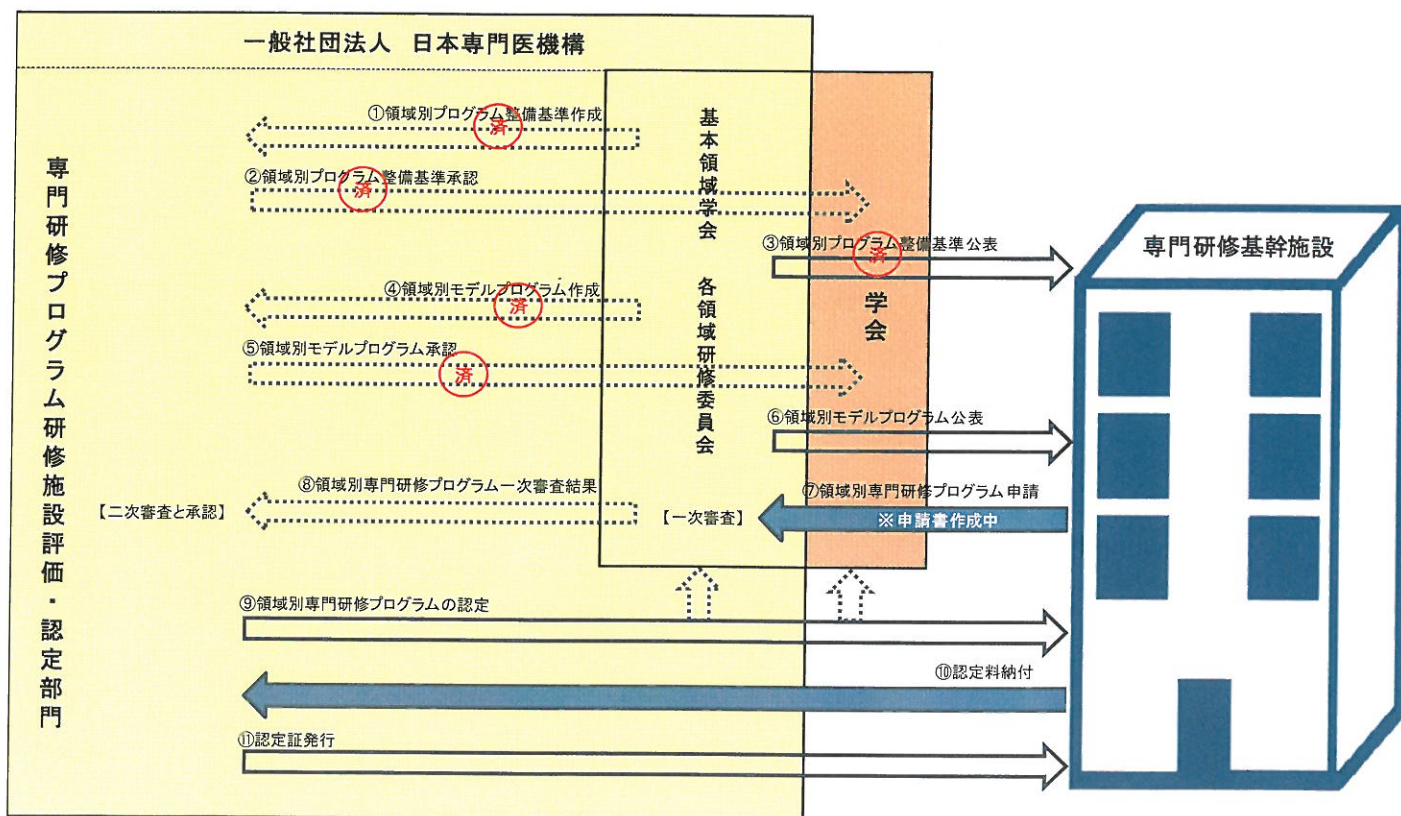 一般社団法人 日本専門医機構
専門研修プログラム研修施設評価・認定部門
①領域別プログラム整備基準作成
済
②領域別プログラム整備基準承認
済
基本領域学会 各領域研修委員会
学会
③領域別プログラム整備基準公表
済
専門研修基幹施設
④領域別モデルプログラム作成
済
⑤領域別モデルプログラム承認
済
⑥領域別モデルプログラム公表
⑦領域別専門研修プログラム申請
※申請書作成中
【一次審査】
⑧領域別専門研修プログラム一次審査結果
【二次審査と承認】
⑨領域別専門研修プログラムの認定
⑩認定料納付
⑪認定証発行